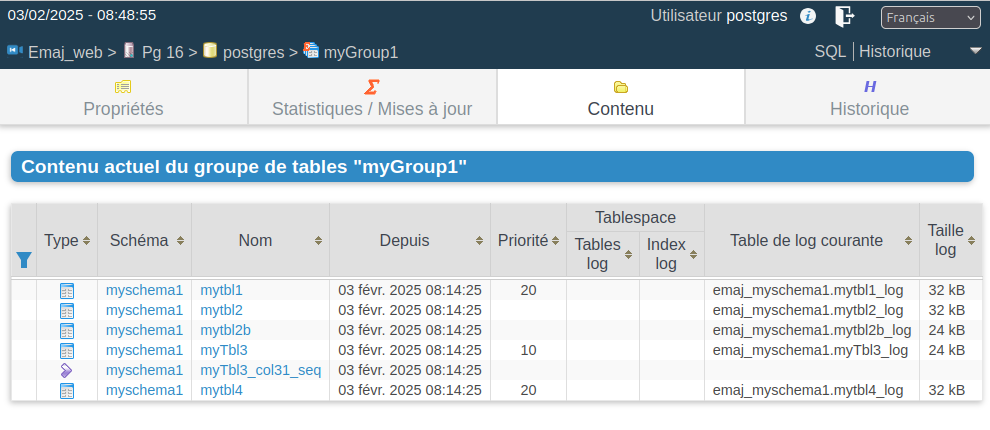 03/02/2025 - 08:48:55 Utilisateur postgres Français
Emaj_web > Pg 16 > postgres > myGroup1 SQL Historique
Propriétés Statistiques / Mises à jour Contenu Historique
Contenu actuel du groupe de tables "myGroup1"
Type Schéma Nom Depuis Priorité Tablespace Table de log courante Taille log
Tables log Index log
myschema1 mytbl1 03 févr. 2025 08:14:25 20 emaj_myschema1.mytbl1_log 32 kB
myschema1 mytbl2 03 févr. 2025 08:14:25 emaj_myschema1.mytbl2_log 32 kB
myschema1 mytbl2b 03 févr. 2025 08:14:25 emaj_myschema1.mytbl2b_log 24 kB
myschema1 myTbl3 03 févr. 2025 08:14:25 10 emaj_myschema1.myTbl3_log 24 kB
myschema1 myTbl3_col31_seq 03 févr. 2025 08:14:25
myschema1 mytbl4 03 févr. 2025 08:14:25 20 emaj_myschema1.mytbl4_log 32 kB